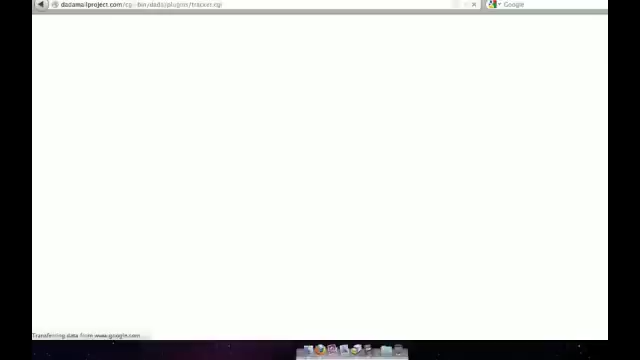 dadamailproject.com/cgi-bin/dada/plugins/tracker.cgi
Google
Transferring data from www.google.com...